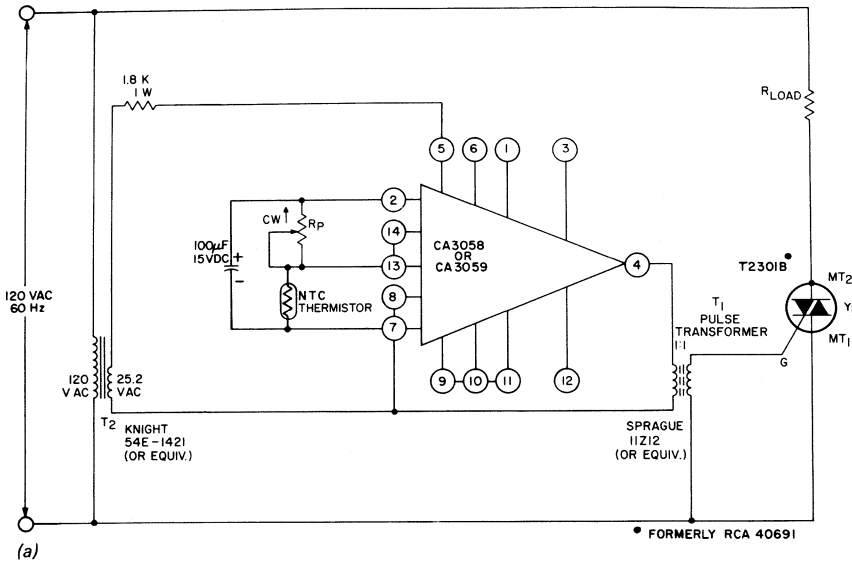 1.8 K
1 W
R LOAD
5
6
1
3
2
14
13
8
7
CW
RP
100μF
15VDC
+
-
NTC
THERMISTOR
CA3058
OR
CA3059
4
T2301B●
MT2
Y
MT1
G
120 VAC
60 Hz
T1
PULSE
TRANSFORMER
1:1
9
10
11
12
120
V AC
25.2
VAC
T2
KNIGHT
54E-1421
(OR EQUIV.)
SPRAGUE
11Z12
(OR EQUIV.)
● FORMERLY RCA 40691
(a)